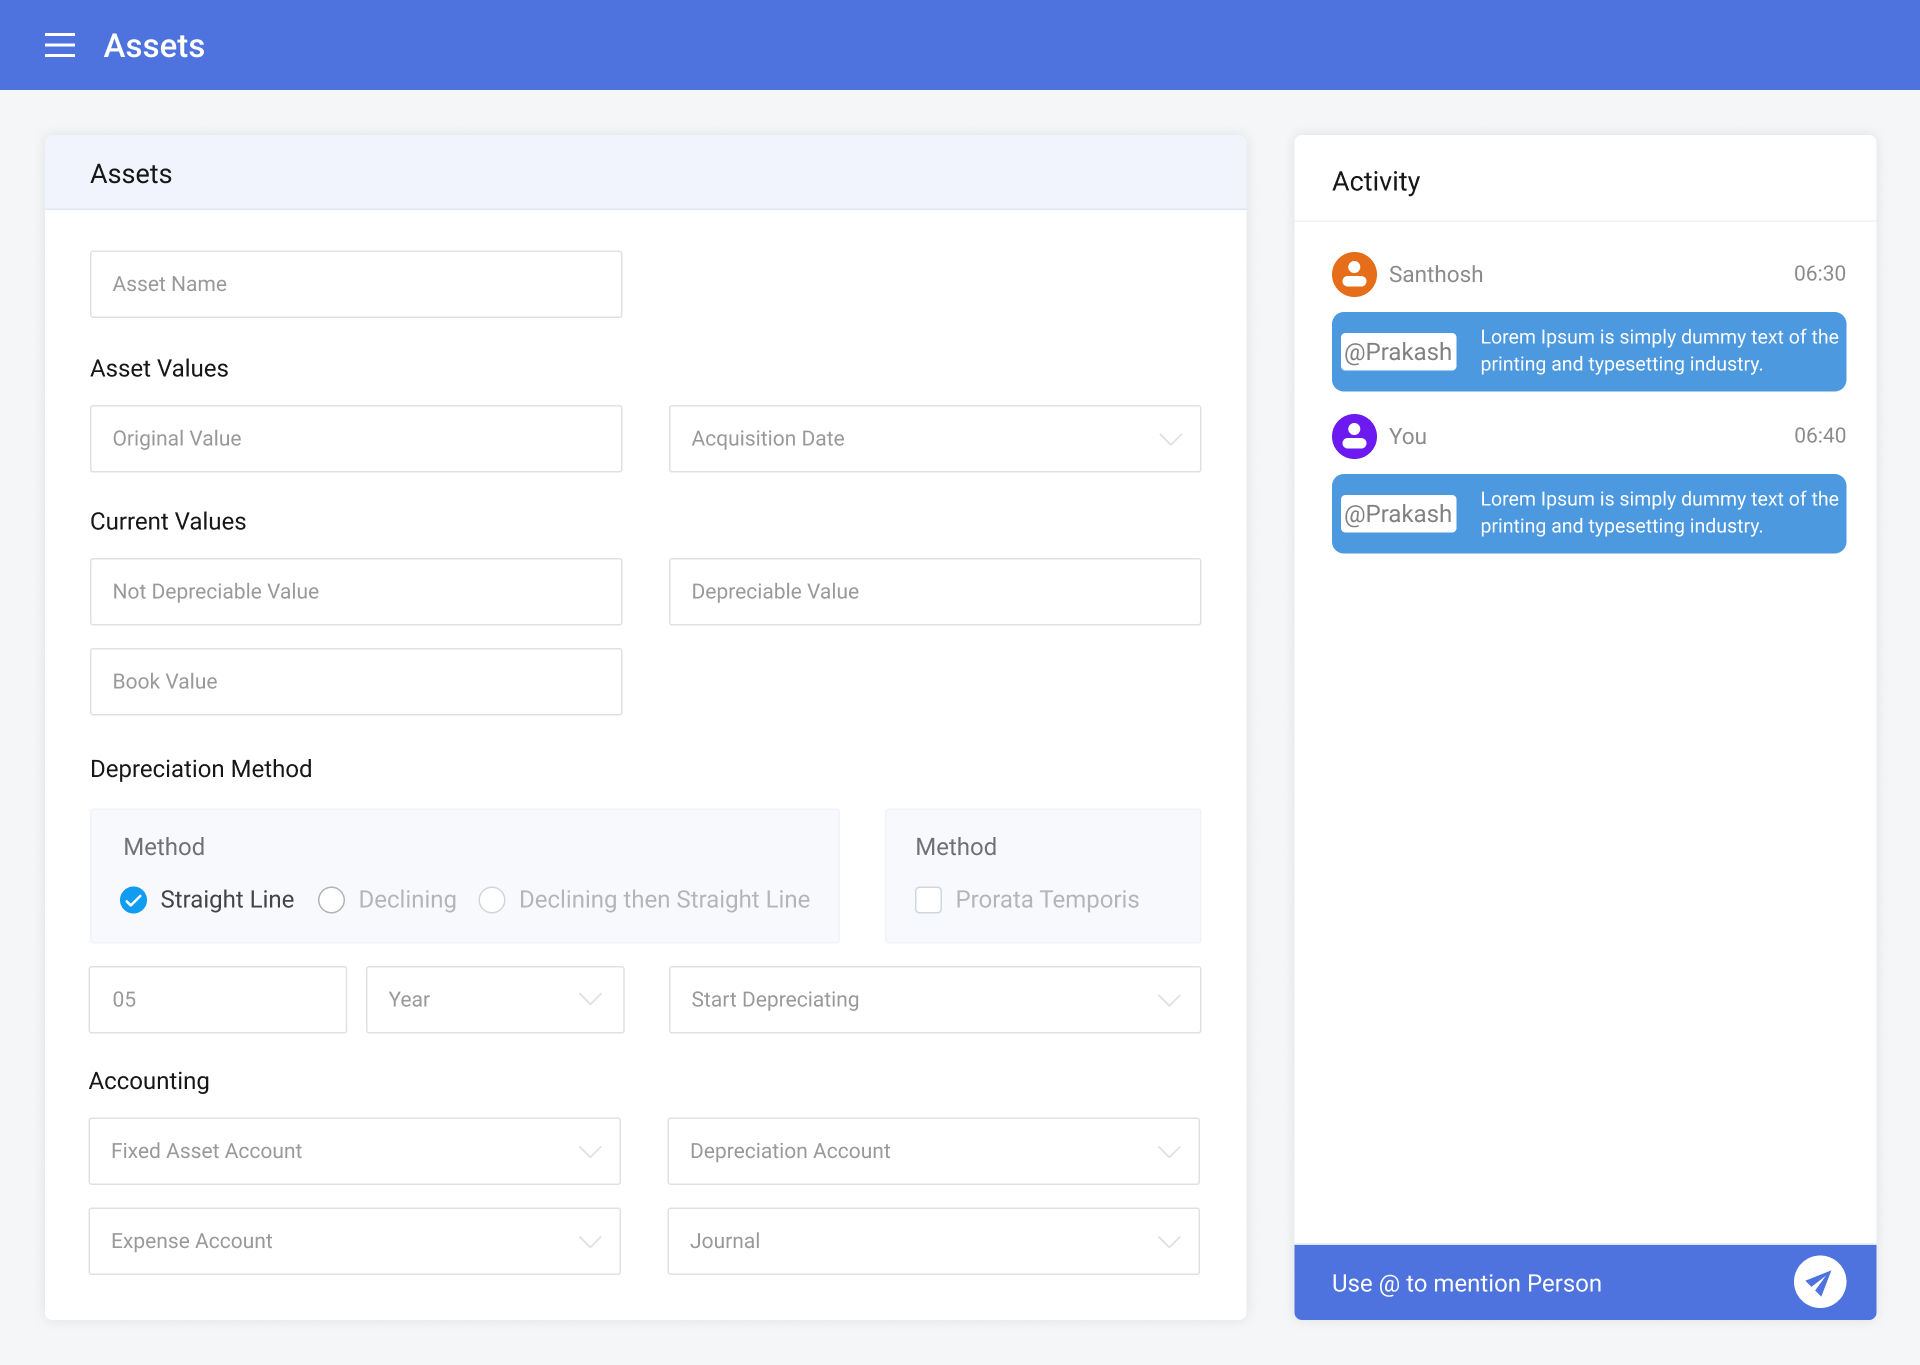 Assets
Assets
Asset Name
Asset Values
Original Value
Acquisition Date
Current Values
Not Depreciable Value
Depreciable Value
Book Value
Depreciation Method
Method
Straight Line
Declining
Declining then Straight Line
Method
Prorata Temporis
05
Year
Start Depreciating
Accounting
Fixed Asset Account
Depreciation Account
Expense Account
Journal
Activity
Santhosh
06:30
@Prakash
Lorem Ipsum is simply dummy text of the
printing and typesetting industry.
You
06:40
@Prakash
Lorem Ipsum is simply dummy text of the
printing and typesetting industry.
Use @ to mention Person